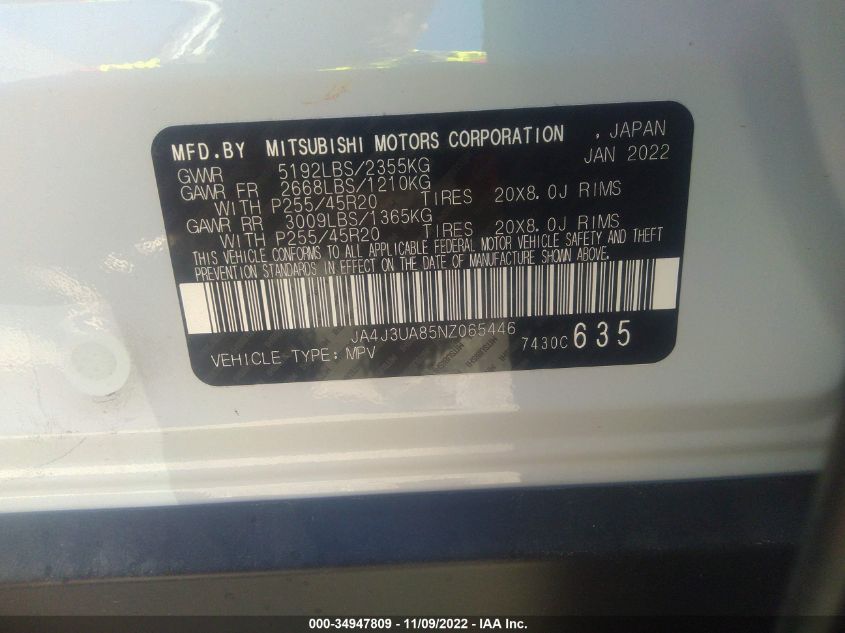 MFD.BY MITSUBISHI MOTORS CORPORATION , JAPAN
GVWR 5192LBS/2355KG JAN 2022
GAWR FR 2668LBS/1210KG
WITH P255/45R20 TIRES 20X8.0J RIMS
GAWR RR 3009LBS/1365KG
WITH P255/45R20 TIRES 20X8.0J RIMS
THIS VEHICLE CONFORMS TO ALL APPLICABLE FEDERAL MOTOR VEHICLE SAFETY AND THEFT
PREVENTION STANDARDS IN EFFECT ON THE DATE OF MANUFACTURE SHOWN ABOVE.
JA4J3UA85NZ065446
VEHICLE TYPE: MPV 7430C 635
000-34947809 - 11/09/2022 - IAA Inc.